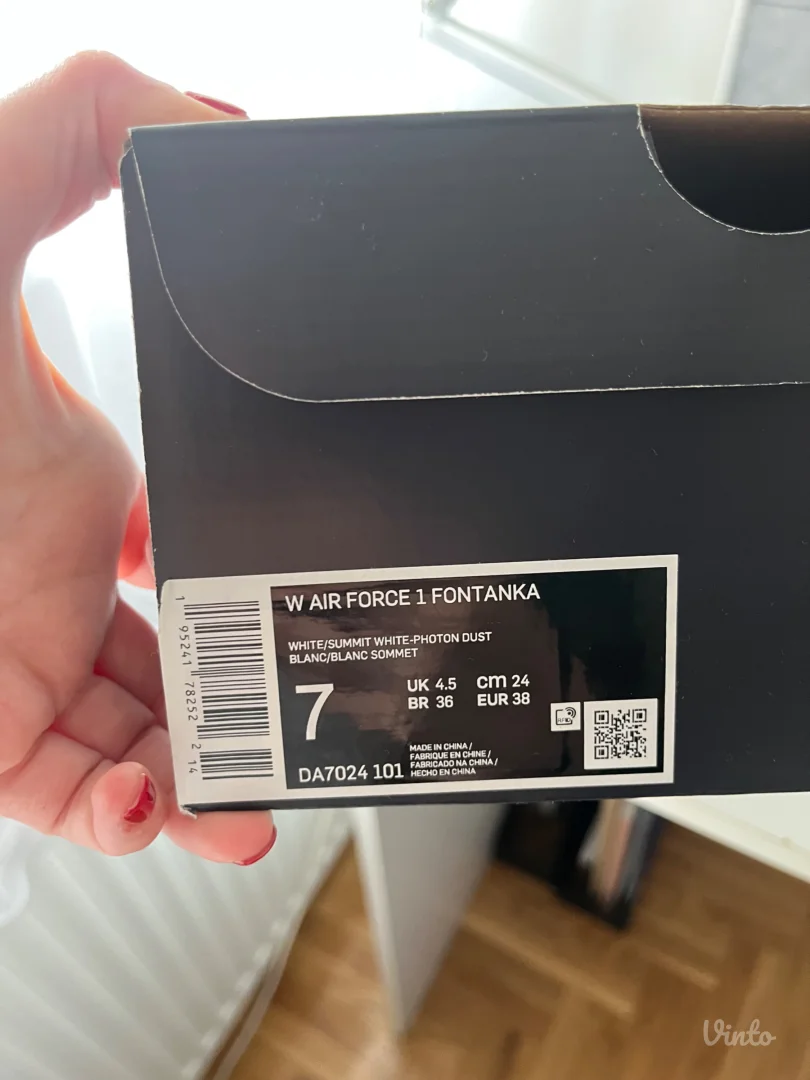 W AIR FORCE 1 FONTANKA
WHITE/SUMMIT WHITE-PHOTON DUST
BLANC/BLANC SOMMET
7
UK 4.5 cm 24
BR 36 EUR 38
DA7024 101
MADE IN CHINA /
FABRIQUE EN CHINE /
FABRICADO NA CHINA /
HECHO EN CHINA
1 95241 78252 2 14
RFID
Vinto